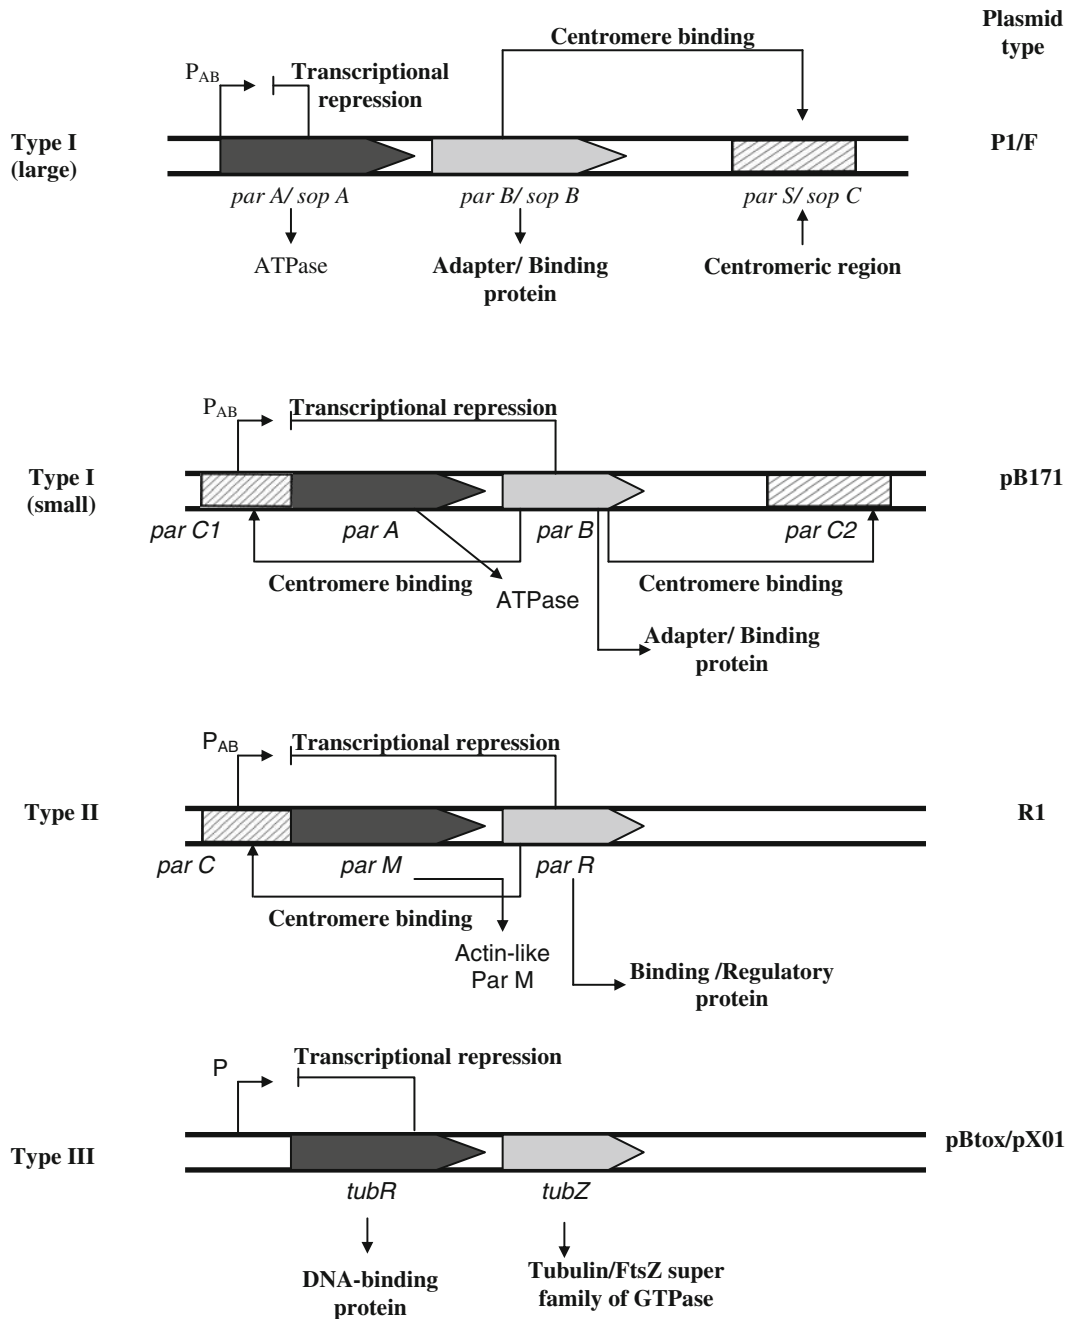 Plasmid
type
Centromere binding
P_AB
Transcriptional
repression
Type I
(large)
P1/F
par A/ sop A
par B/ sop B
par S/ sop C
ATPase
Adapter/ Binding
protein
Centromeric region
P_AB
Transcriptional repression
Type I
(small)
pB171
par C1
par A
par B
par C2
Centromere binding
Centromere binding
ATPase
Adapter/ Binding
protein
P_AB
Transcriptional repression
Type II
R1
par C
par M
par R
Centromere binding
Actin-like
Par M
Binding /Regulatory
protein
P
Transcriptional repression
Type III
pBtox/pX01
tubR
tubZ
DNA-binding
protein
Tubulin/FtsZ super
family of GTPase